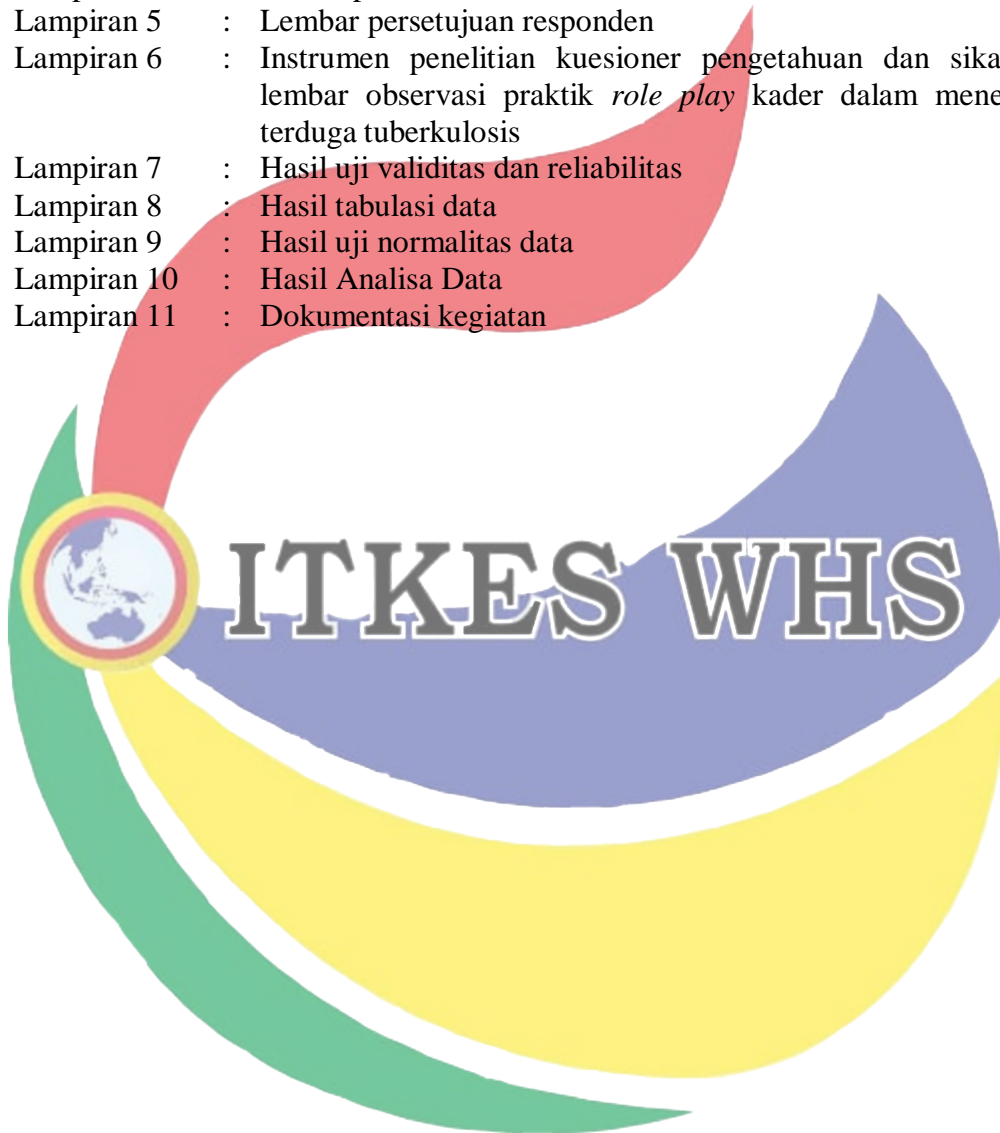 Lampiran 5 : Lembar persetujuan responden
Lampiran 6 : Instrumen penelitian kuesioner pengetahuan dan sika
lembar observasi praktik role play kader dalam mene
terduga tuberkulosis
Lampiran 7 : Hasil uji validitas dan reliabilitas
Lampiran 8 : Hasil tabulasi data
Lampiran 9 : Hasil uji normalitas data
Lampiran 10 : Hasil Analisa Data
Lampiran 11 : Dokumentasi kegiatan
ITKES WHS